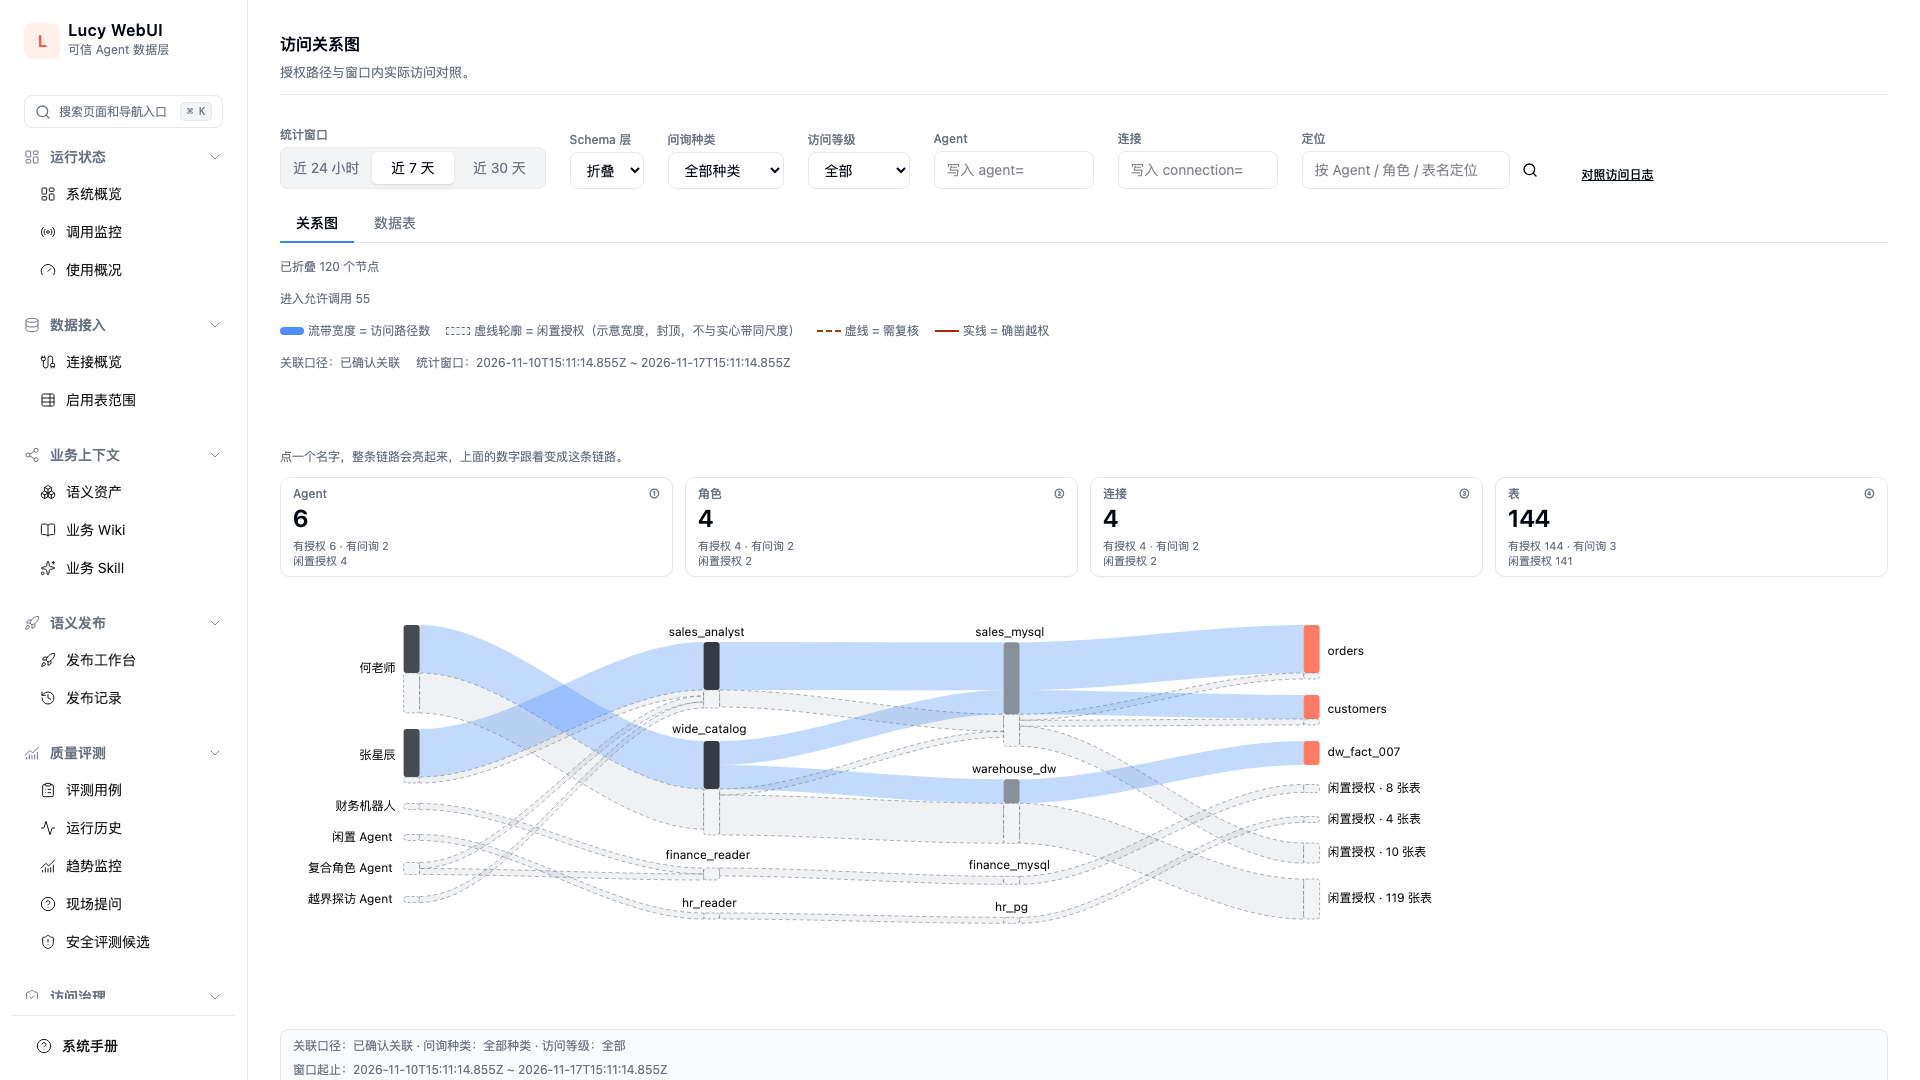 L
Lucy WebUI
可信 Agent 数据层
搜索页面和导航入口 ⌘ K
运行状态
系统概览
调用监控
使用概况
数据接入
连接概览
启用表范围
业务上下文
语义资产
业务 Wiki
业务 Skill
语义发布
发布工作台
发布记录
质量评测
评测用例
运行历史
趋势监控
现场提问
安全评测候选
访问治理
系统手册
访问关系图
授权路径与窗口内实际访问对照。
统计窗口
近 24 小时 近 7 天 近 30 天
Schema 层
折叠
问询种类
全部种类
访问等级
全部
Agent
写入 agent=
连接
写入 connection=
定位
按 Agent / 角色 / 表名定位
对照访问日志
关系图 数据表
已折叠 120 个节点
进入允许调用 55
流带宽度 = 访问路径数 虚线轮廓 = 闲置授权（示意宽度，封顶，不与实心带同尺度） 虚线 = 需复核 实线 = 确凿越权
关联口径：已确认关联 统计窗口：2026-11-10T15:11:14.855Z ~ 2026-11-17T15:11:14.855Z
点一个名字，整条链路会亮起来，上面的数字跟着变成这条链路。
Agent ①
6
有授权 6 · 有问询 2
闲置授权 4
角色 ②
4
有授权 4 · 有问询 2
闲置授权 2
连接 ③
4
有授权 4 · 有问询 2
闲置授权 2
表 ④
144
有授权 144 · 有问询 3
闲置授权 141
何老师
张星辰
财务机器人
闲置 Agent
复合角色 Agent
越界探访 Agent
sales_analyst
wide_catalog
finance_reader
hr_reader
sales_mysql
warehouse_dw
finance_mysql
hr_pg
orders
customers
dw_fact_007
闲置授权 · 8 张表
闲置授权 · 4 张表
闲置授权 · 10 张表
闲置授权 · 119 张表
关联口径：已确认关联 · 问询种类：全部种类 · 访问等级：全部
窗口起止：2026-11-10T15:11:14.855Z ~ 2026-11-17T15:11:14.855Z